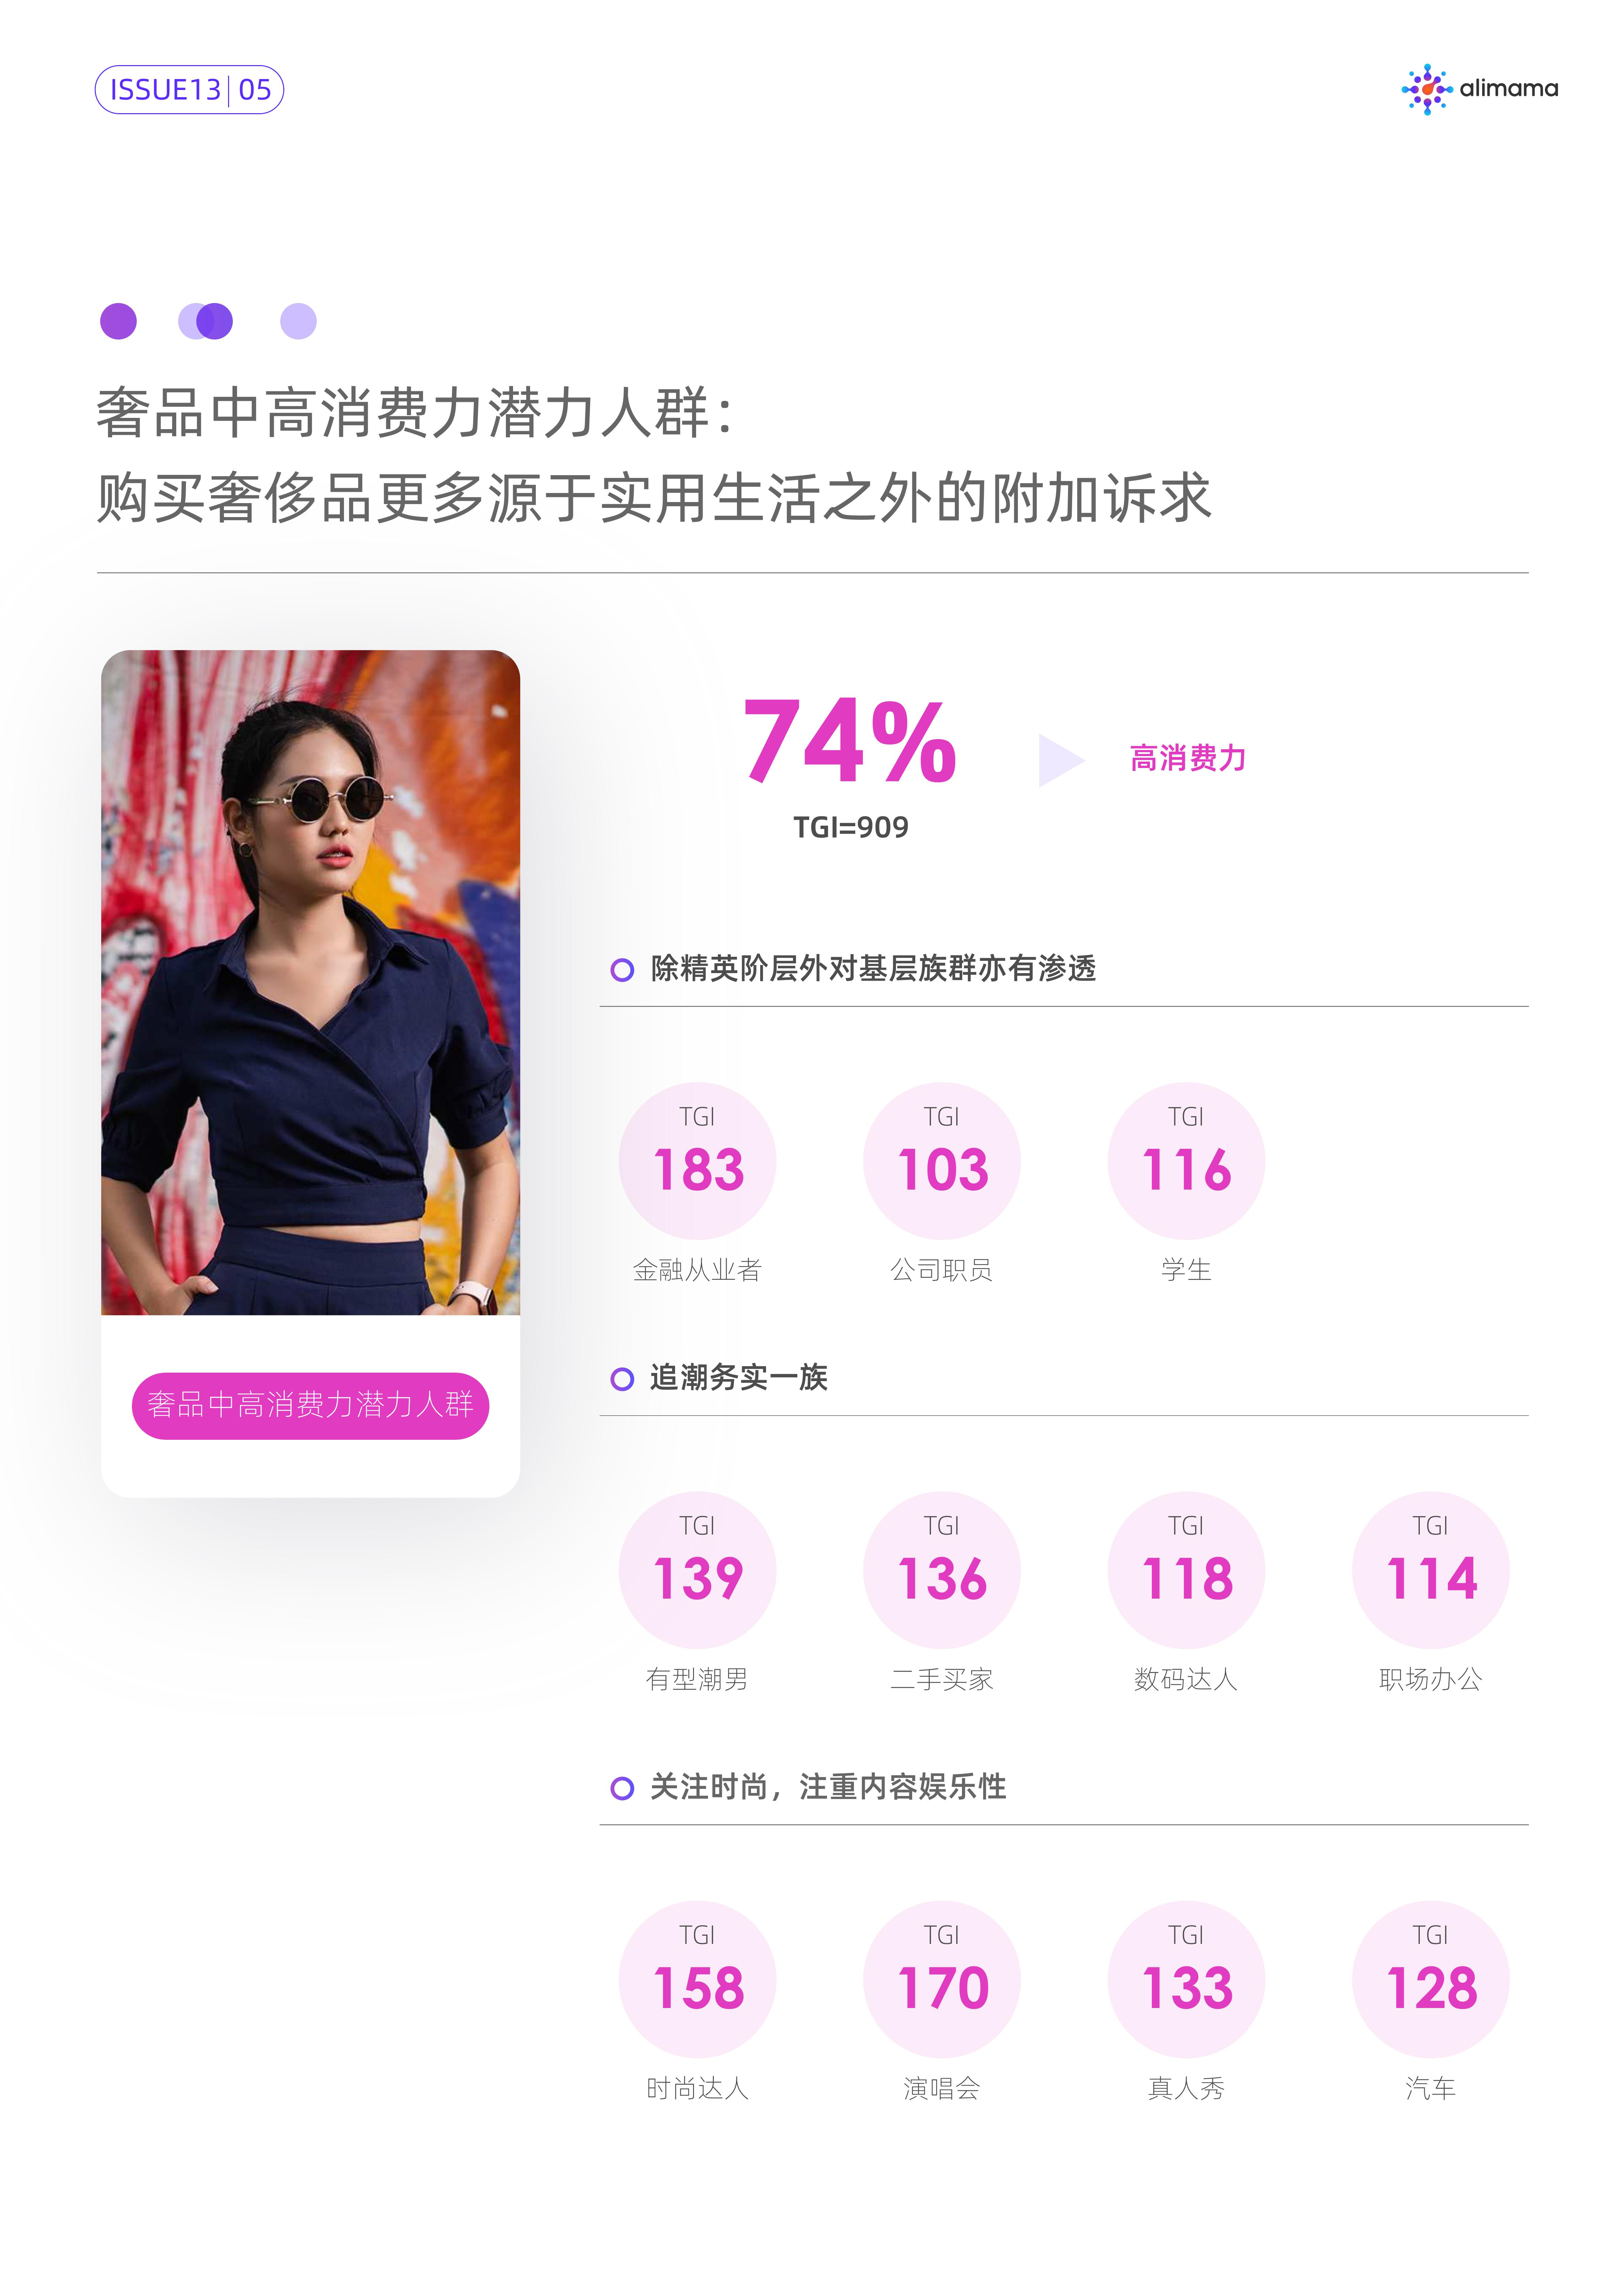 ISSUE13|05
alimama
奢品中高消费力潜力人群：
购买奢侈品更多源于实用生活之外的附加诉求
74%
高消费力
TGI=909
除精英阶层外对基层族群亦有渗透
TGI TGI TGI
183 103 116
金融从业者 公司职员 学生
奢品中高消费力潜力人群
追潮务实一族
TGI TGI TGI TGI
139 136 118 114
有型潮男 二手买家 数码达人 职场办公
关注时尚，注重内容娱乐性
TGI TGI TGI TGI
158 170 133 128
时尚达人 演唱会 真人秀 汽车